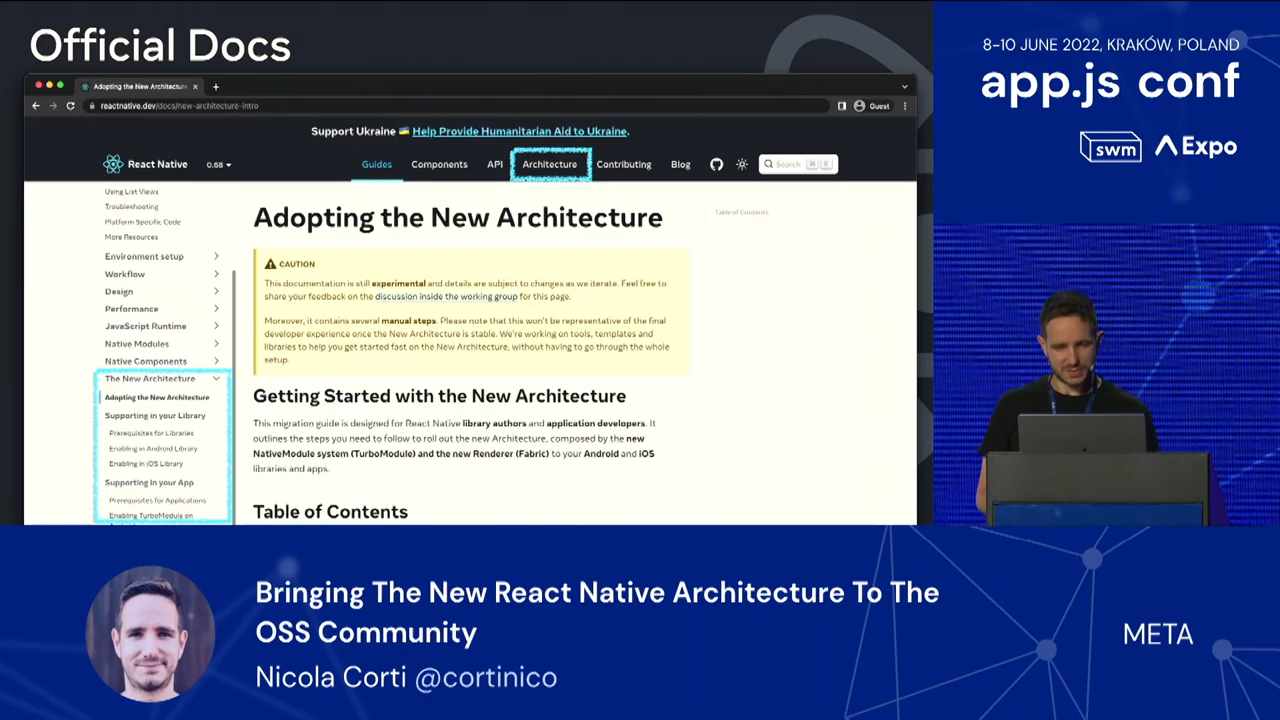 Official Docs
Adopting the New Architecture
reactnative.dev/docs/new-architecture-intro
Guest
Support Ukraine 🇺🇦 Help Provide Humanitarian Aid to Ukraine.
React Native 0.68 Guides Components API Architecture Contributing Blog Search ⌘ K
Using List Views
Troubleshooting
Platform Specific Code
More Resources
Environment setup
Workflow
Design
Performance
JavaScript Runtime
Native Modules
Native Components
The New Architecture
Adopting the New Architecture
Supporting in your Library
Prerequisites for Libraries
Enabling in Android Library
Enabling in iOS Library
Supporting in your App
Prerequisites for Applications
Enabling TurboModule on
Adopting the New Architecture
CAUTION
This documentation is still experimental and details are subject to changes as we iterate. Feel free to
share your feedback on the discussion inside the working group for this page.
Moreover, it contains several manual steps. Please note that this won't be representative of the final
developer experience once the New Architecture is stable. We're working on tools, templates and
libraries to help you get started fast on the New Architecture, without having to go through the whole
setup.
Getting Started with the New Architecture
This migration guide is designed for React Native library authors and application developers. It
outlines the steps you need to follow to roll out the new Architecture, composed by the new
NativeModule system (TurboModule) and the new Renderer (Fabric) to your Android and iOS
libraries and apps.
Table of Contents
Table of Contents
8–10 JUNE 2022, KRAKÓW, POLAND
app.js conf
swm Expo
Bringing The New React Native Architecture To The
OSS Community
Nicola Corti @cortinico
META